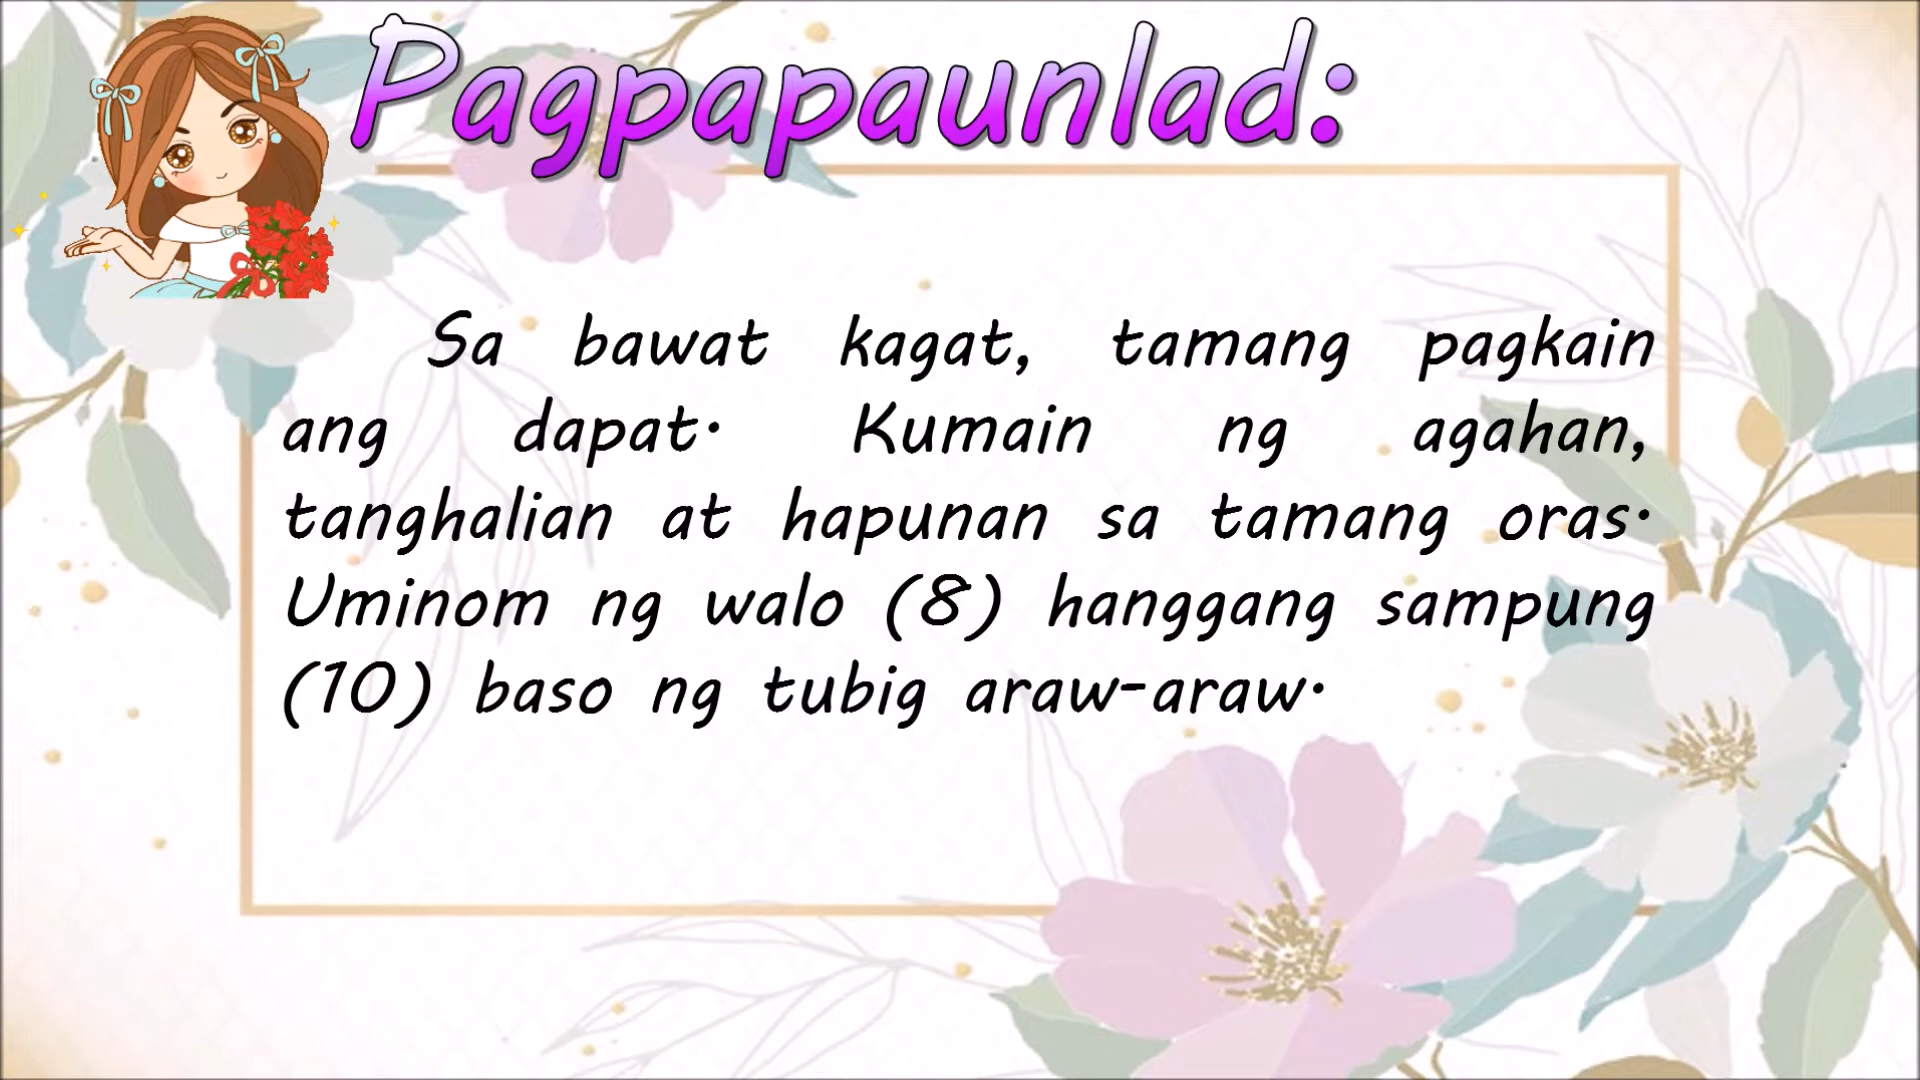 Pagpapaunlad:
Sa bawat kagat, tamang pagkain
ang dapat. Kumain ng agahan,
tanghalian at hapunan sa tamang oras.
Uminom ng walo (8) hanggang sampung
(10) baso ng tubig araw-araw.